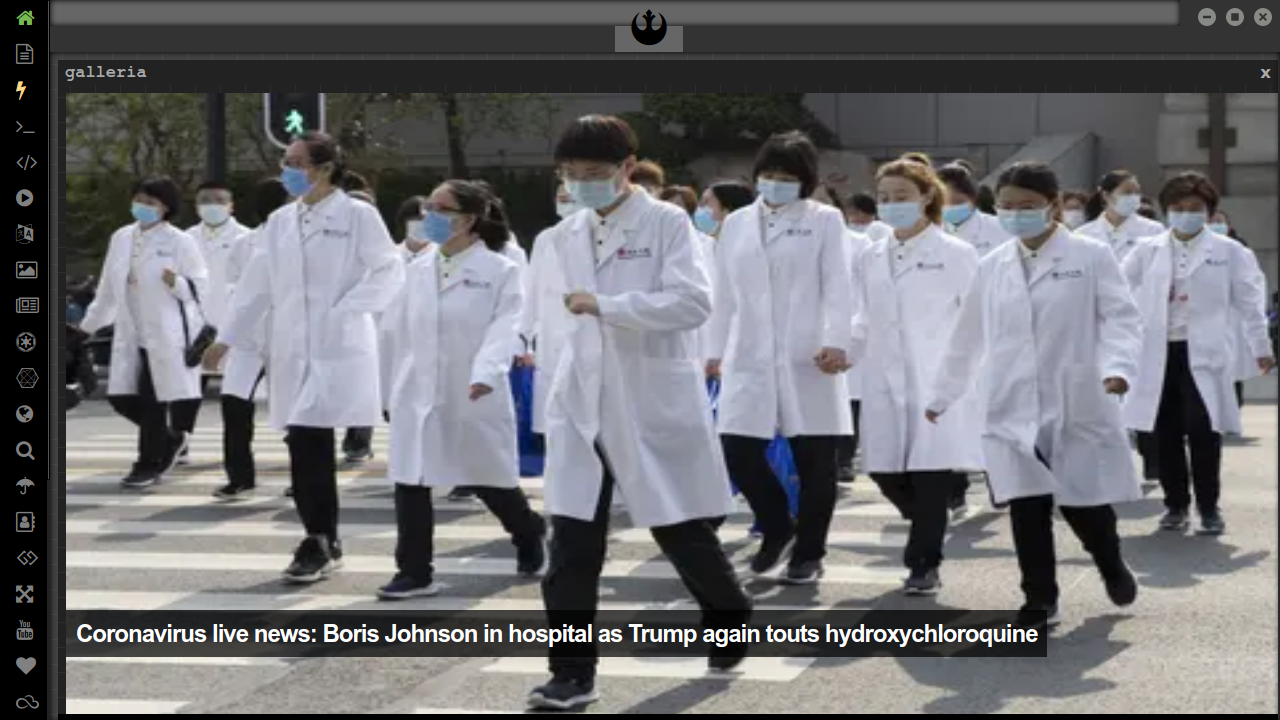 galleria
x
Coronavirus live news: Boris Johnson in hospital as Trump again touts hydroxychloroquine
You
Tube